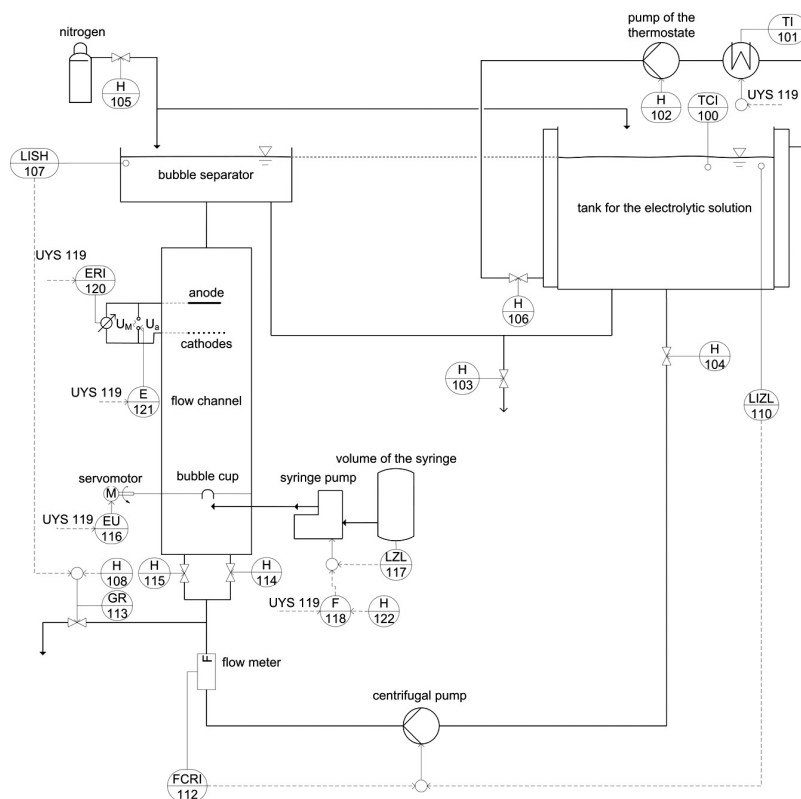 nitrogen
H
105
pump of the
thermostate
TI
101
H
102
UYS 119
TCI
100
LISH
107
bubble separator
tank for the electrolytic solution
UYS 119
ERI
120
anode
UM
Ua
cathodes
H
106
H
103
H
104
UYS 119
E
121
flow channel
LIZL
110
volume of the syringe
syringe pump
servomotor
bubble cup
M
UYS 119
EU
116
H
108
H
115
H
114
LZL
117
GR
113
UYS 119
F
118
H
122
F
flow meter
centrifugal pump
FCRI
112